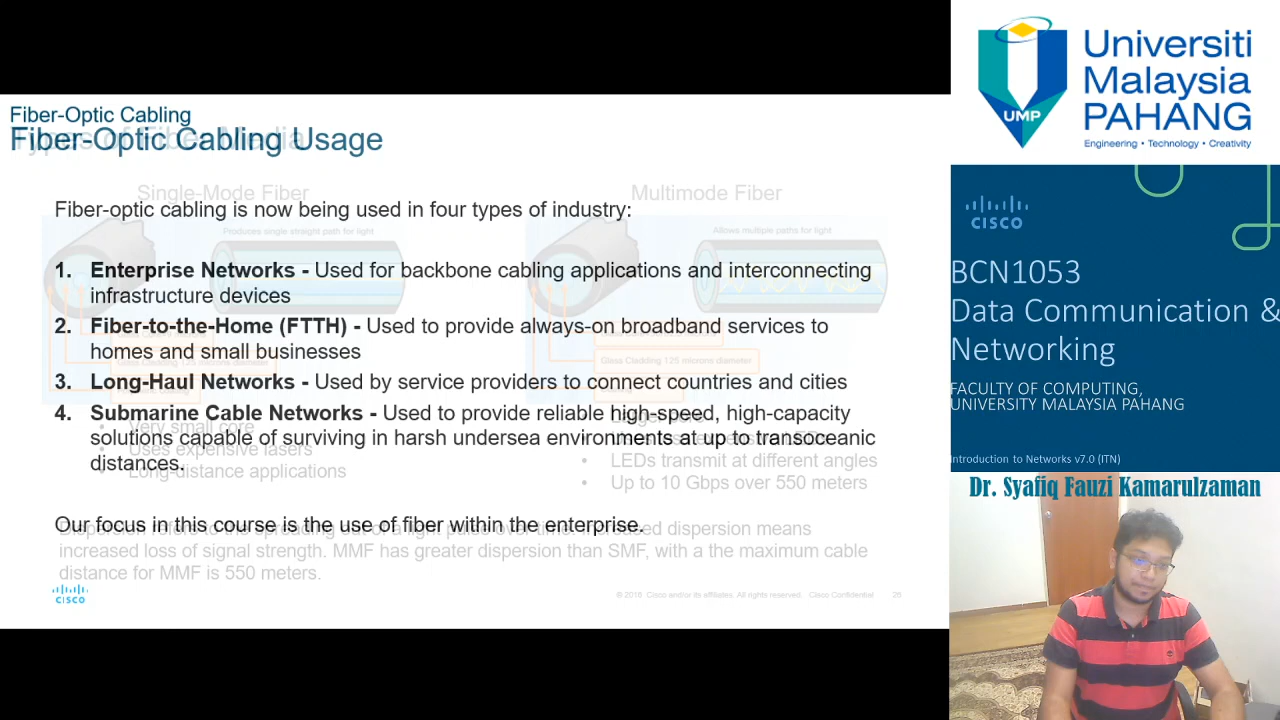 Fiber-Optic Cabling
Fiber-Optic Cabling Usage
Types of Fiber Media
Single-Mode Fiber
Multimode Fiber
Fiber-optic cabling is now being used in four types of industry:
Produces single straight path for light
Allows multiple paths for light
1. Enterprise Networks - Used for backbone cabling applications and interconnecting
infrastructure devices
2. Fiber-to-the-Home (FTTH) - Used to provide always-on broadband services to
homes and small businesses
Glass Cladding 125 microns diameter
3. Long-Haul Networks - Used by service providers to connect countries and cities
4. Submarine Cable Networks - Used to provide reliable high-speed, high-capacity
solutions capable of surviving in harsh undersea environments at up to transoceanic
distances.
• Very small core
• Uses expensive lasers
• Long-distance applications
• Larger core
• LEDs transmit at different angles
• Up to 10 Gbps over 550 meters
Our focus in this course is the use of fiber within the enterprise.
Dispersion refers to the spreading out of a light pulse over time. Increased dispersion means
increased loss of signal strength. MMF has greater dispersion than SMF, with a the maximum cable
distance for MMF is 550 meters.
CISCO
© 2016 Cisco and/or its affiliates. All rights reserved. Cisco Confidential
UMP
Universiti
Malaysia
PAHANG
Engineering • Technology • Creativity
CISCO
BCN1053
Data Communication &
Networking
FACULTY OF COMPUTING,
UNIVERSITY MALAYSIA PAHANG
Introduction to Networks v7.0 (ITN)
Dr. Syafiq Fauzi Kamarulzaman